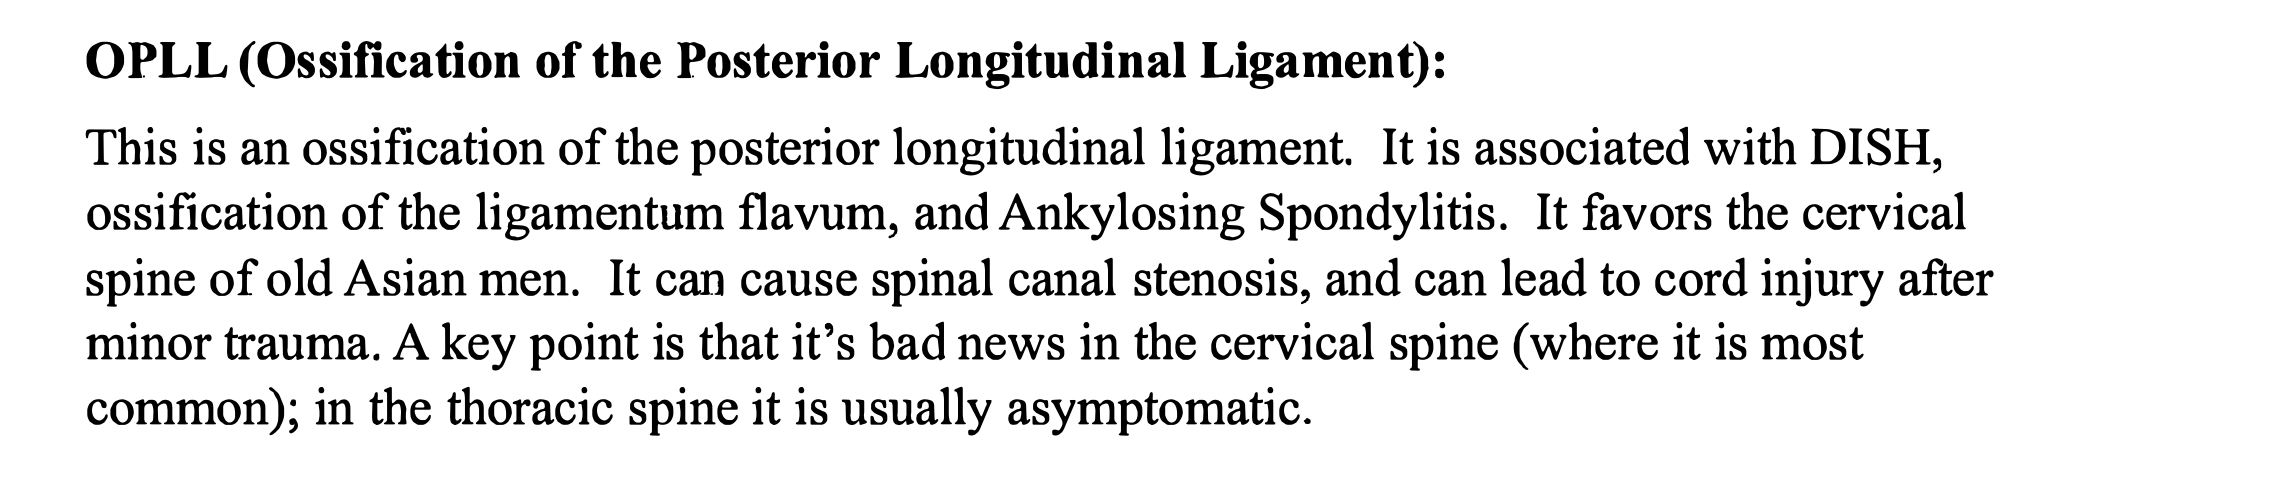 OPLL (Ossification of the Posterior Longitudinal Ligament):
This is an ossification of the posterior longitudinal ligament.  It is associated with DISH,
ossification of the ligamentum flavum, and Ankylosing Spondylitis.  It favors the cervical
spine of old Asian men.  It can cause spinal canal stenosis, and can lead to cord injury after
minor trauma. A key point is that it’s bad news in the cervical spine (where it is most
common); in the thoracic spine it is usually asymptomatic.